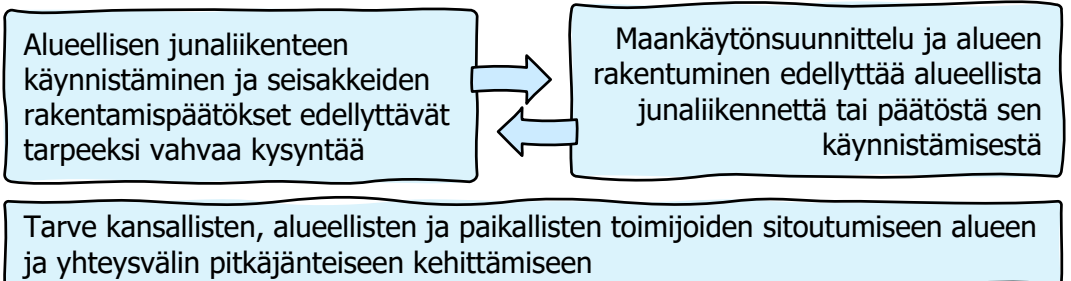 Alueellisen junaliikenteen
käynnistäminen ja seisakkeiden
rakentamispäätökset edellyttävät
tarpeeksi vahvaa kysyntää
Maankäytönsuunnittelu ja alueen
rakentuminen edellyttää alueellista
junaliikennettä tai päätöstä sen
käynnistämisestä
Tarve kansallisten, alueellisten ja paikallisten toimijoiden sitoutumiseen alueen
ja yhteysvälin pitkäjänteiseen kehittämiseen